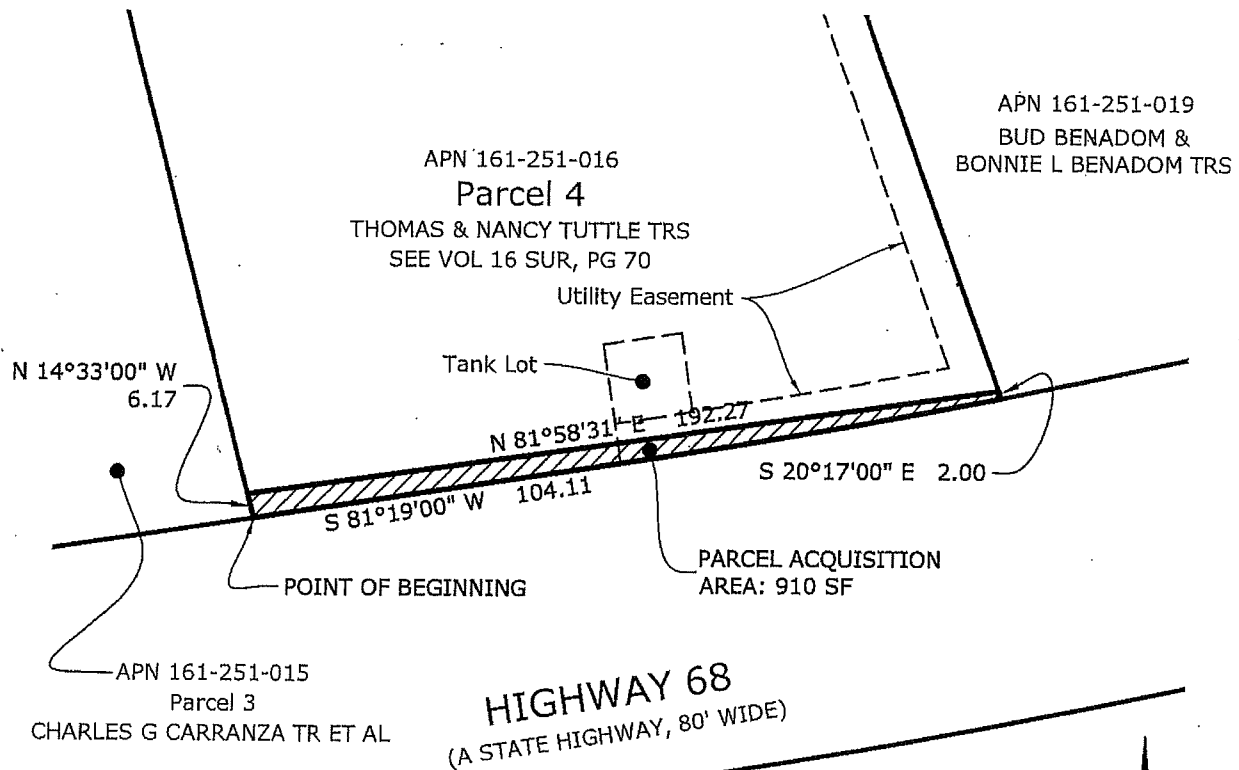 APN 161-251-019
BUD BENADOM &
BONNIE L BENADOM TRS
APN 161-251-016
Parcel 4
THOMAS & NANCY TUTTLE TRS
SEE VOL 16 SUR, PG 70
Utility Easement
Tank Lot
N 14°33'00" W
6.17
N 81°58'31" E 192.27
S 20°17'00" E 2.00
S 81°19'00" W 104.11
PARCEL ACQUISITION
AREA: 910 SF
POINT OF BEGINNING
APN 161-251-015
Parcel 3
CHARLES G CARRANZA TR ET AL
HIGHWAY 68
(A STATE HIGHWAY, 80' WIDE)